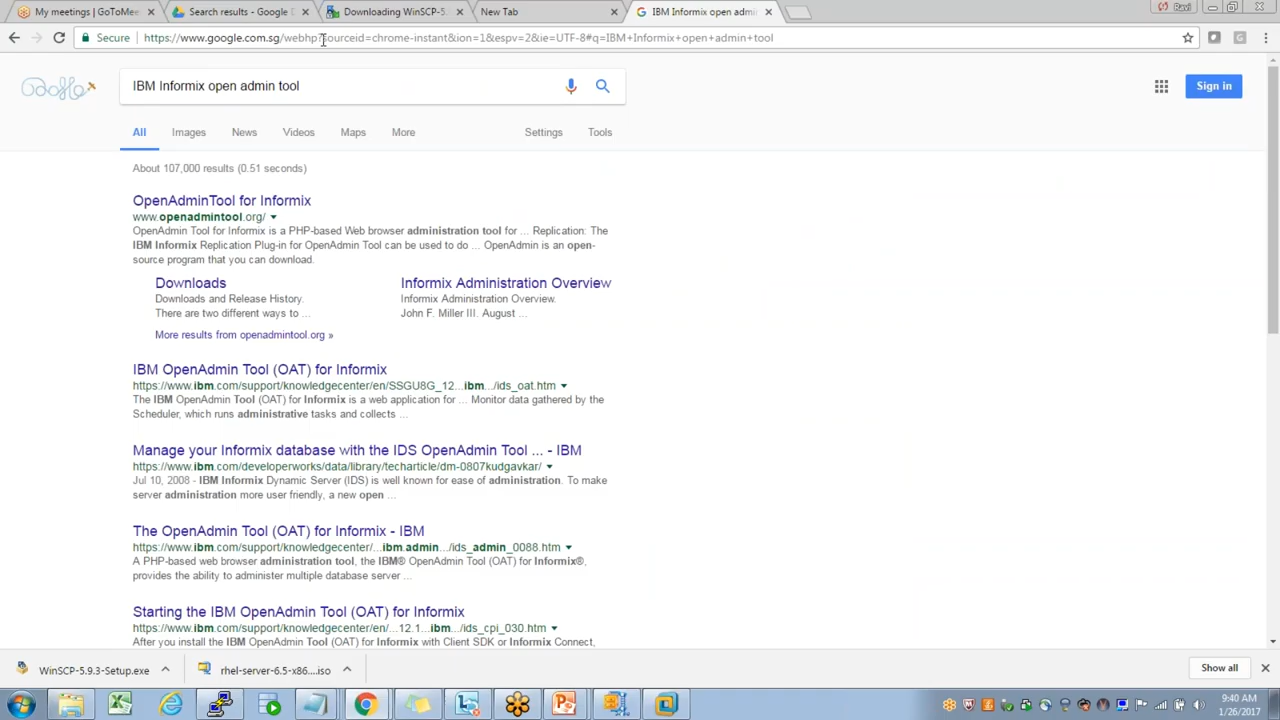 My meetings | GoToMee
Search results - Google D
Downloading WinSCP-5.
New Tab
IBM Informix open admi
Ravi
Secure https://www.google.com.sg/webhp?sourceid=chrome-instant&ion=1&espv=2&ie=UTF-8#q=IBM+Informix+open+admin+tool
Google
IBM Informix open admin tool
Sign in
All Images News Videos Maps More Settings Tools
About 107,000 results (0.51 seconds)
OpenAdminTool for Informix
www.openadmintool.org/
OpenAdmin Tool for Informix is a PHP-based Web browser administration tool for ... Replication: The
IBM Informix Replication Plug-in for OpenAdmin Tool can be used to do ... OpenAdmin is an open-
source program that you can download.
Downloads
Downloads and Release History.
There are two different ways to ...
Informix Administration Overview
Informix Administration Overview.
John F. Miller III. August ...
More results from openadmintool.org »
IBM OpenAdmin Tool (OAT) for Informix
https://www.ibm.com/support/knowledgecenter/en/SSGU8G_12...ibm.../ids_oat.htm
The IBM OpenAdmin Tool (OAT) for Informix is a web application for ... Monitor data gathered by the
Scheduler, which runs administrative tasks and collects ...
Manage your Informix database with the IDS OpenAdmin Tool ... - IBM
https://www.ibm.com/developerworks/data/library/techarticle/dm-0807kudgavkar/
Jul 10, 2008 - IBM Informix Dynamic Server (IDS) is well known for ease of administration. To make
server administration more user friendly, a new open ...
The OpenAdmin Tool (OAT) for Informix - IBM
https://www.ibm.com/support/knowledgecenter/...ibm.admin.../ids_admin_0088.htm
A PHP-based web browser administration tool, the IBM® OpenAdmin Tool (OAT) for Informix®,
provides the ability to administer multiple database server ...
Starting the IBM OpenAdmin Tool (OAT) for Informix
https://www.ibm.com/support/knowledgecenter/en/...12.1...ibm.../ids_cpi_030.htm
After you install the IBM OpenAdmin Tool (OAT) for Informix with Client SDK or Informix Connect,
WinSCP-5.9.3-Setup.exe
rhel-server-6.5-x86....iso
Show all
9:40 AM
1/26/2017